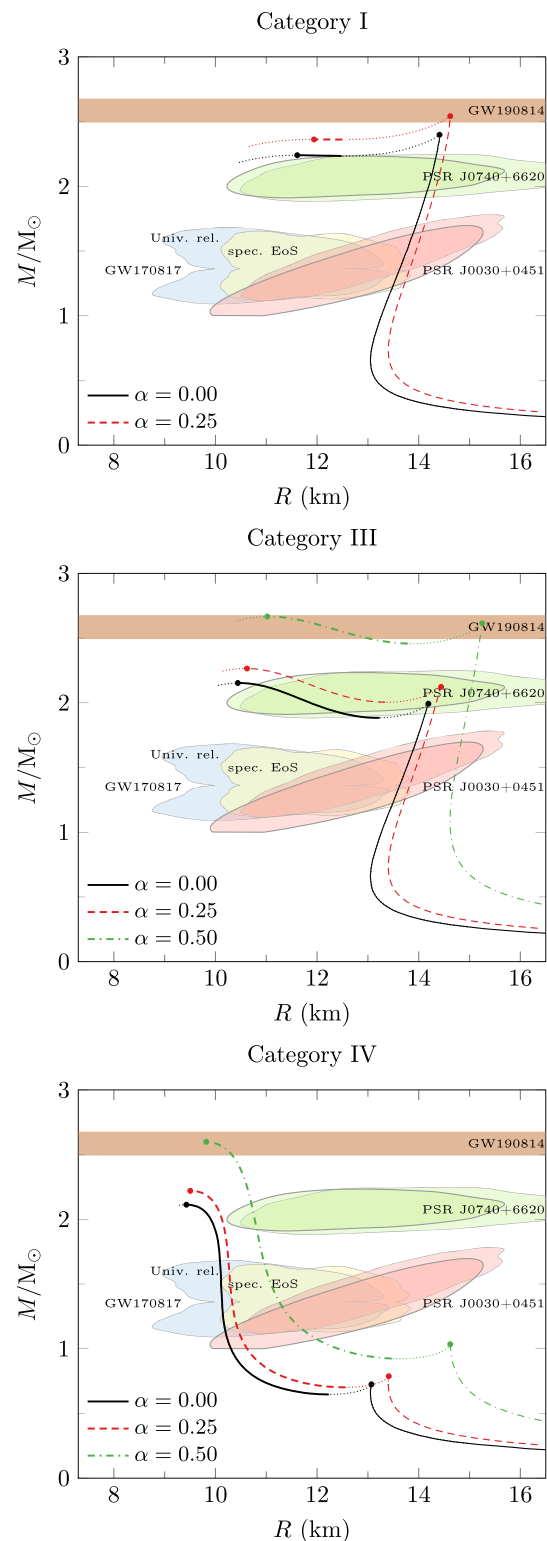 Category I
3
GW190814
PSR J0740+6620
2
Univ. rel.
spec. EoS
GW170817
PSR J0030+0451
M/M☉
1
α = 0.00
α = 0.25
0
8 10 12 14 16
R (km)
Category III
3
GW190814
PSR J0740+6620
2
Univ. rel.
spec. EoS
GW170817
PSR J0030+0451
M/M☉
1
α = 0.00
α = 0.25
α = 0.50
0
8 10 12 14 16
R (km)
Category IV
3
GW190814
PSR J0740+6620
2
Univ. rel.
spec. EoS
GW170817
PSR J0030+0451
M/M☉
1
α = 0.00
α = 0.25
α = 0.50
0
8 10 12 14 16
R (km)